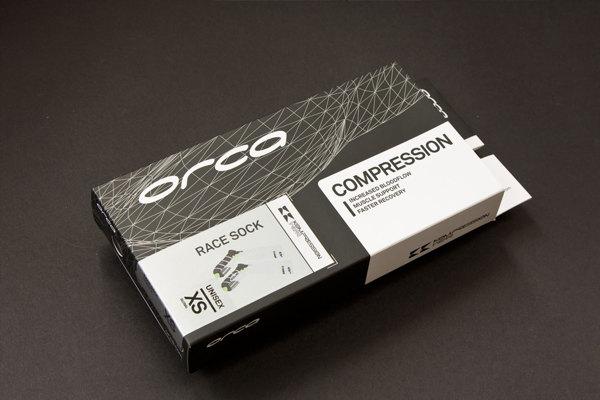 orca
COMPRESSION
INCREASED BLOODFLOW
MUSCLE SUPPORT
FASTER RECOVERY
RACE SOCK
UNISEX
XS
orca